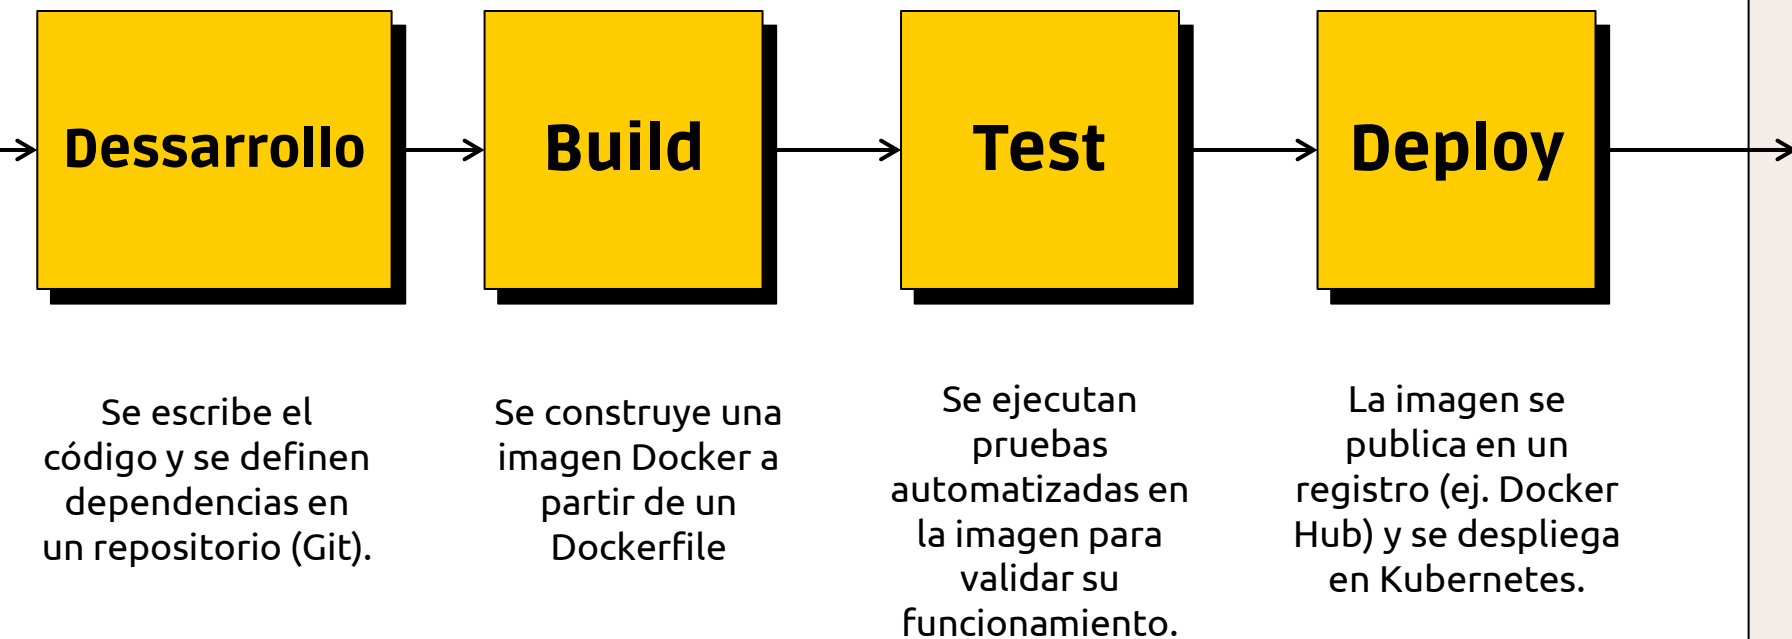 Dessarrollo
Build
Test
Deploy
Se escribe el
código y se definen
dependencias en
un repositorio (Git).
Se construye una
imagen Docker a
partir de un
Dockerfile
Se ejecutan
pruebas
automatizadas en
la imagen para
validar su
funcionamiento.
La imagen se
publica en un
registro (ej. Docker
Hub) y se despliega
en Kubernetes.